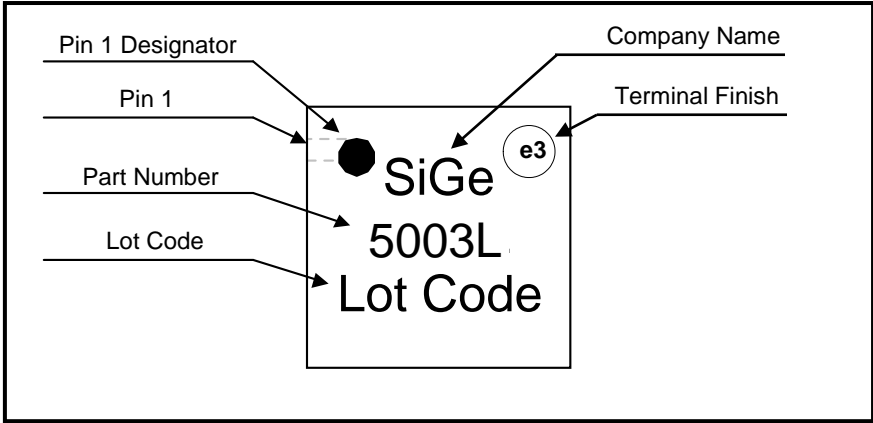 Pin 1 Designator
Company Name
Pin 1
Terminal Finish
e3
SiGe
Part Number
5003L
Lot Code
Lot Code